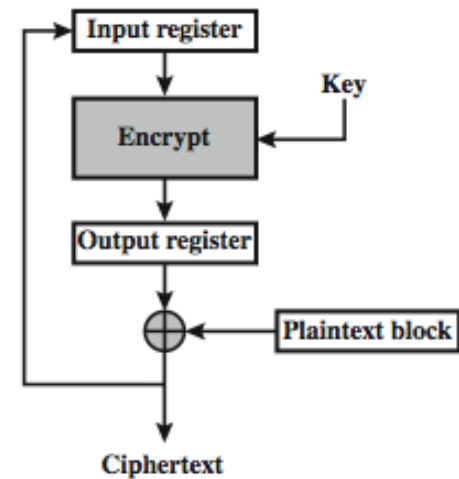 Input register
Key
Encrypt
Output register
Plaintext block
Ciphertext